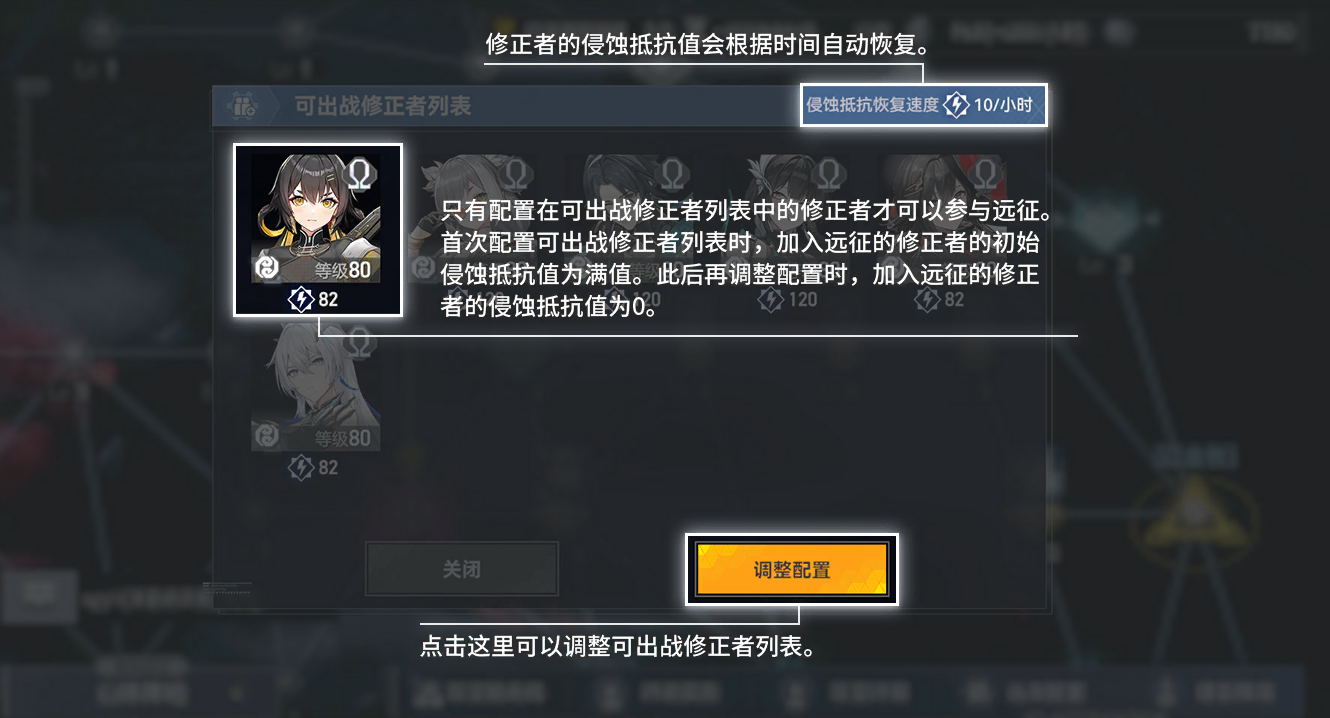 修正者的侵蚀抵抗值会根据时间自动恢复。
可出战修正者列表
侵蚀抵抗恢复速度 10/小时
只有配置在可出战修正者列表中的修正者才可以参与远征。
首次配置可出战修正者列表时，加入远征的修正者的初始
侵蚀抵抗值为满值。此后再调整配置时，加入远征的修正
者的侵蚀抵抗值为0。
等级80
82
120
120
82
等级80
82
关闭
调整配置
点击这里可以调整可出战修正者列表。